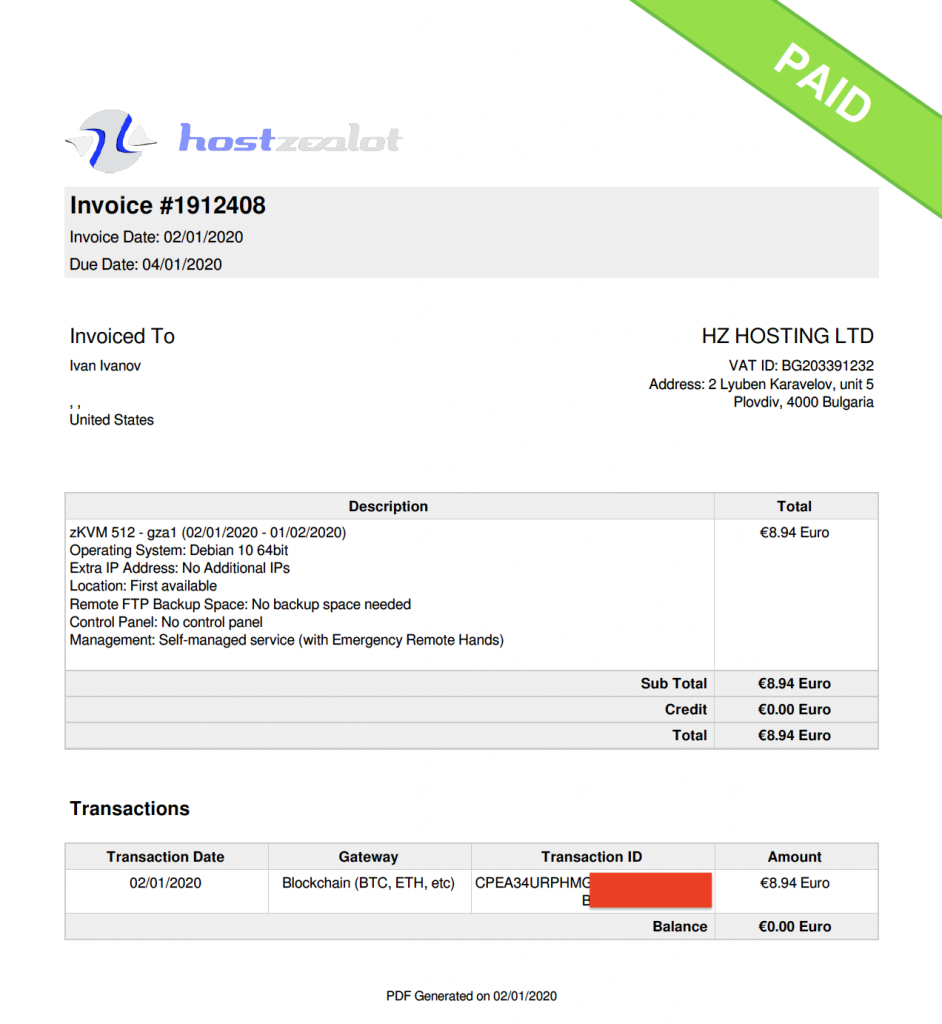 PAID
hostzealot
Invoice #1912408
Invoice Date: 02/01/2020
Due Date: 04/01/2020
Invoiced To
Ivan Ivanov
, ,
United States
HZ HOSTING LTD
VAT ID: BG203391232
Address: 2 Lyuben Karavelov, unit 5
Plovdiv, 4000 Bulgaria
Description Total
zKVM 512 - gza1 (02/01/2020 - 01/02/2020) €8.94 Euro
Operating System: Debian 10 64bit
Extra IP Address: No Additional IPs
Location: First available
Remote FTP Backup Space: No backup space needed
Control Panel: No control panel
Management: Self-managed service (with Emergency Remote Hands)
Sub Total €8.94 Euro
Credit €0.00 Euro
Total €8.94 Euro
Transactions
Transaction Date Gateway Transaction ID Amount
02/01/2020 Blockchain (BTC, ETH, etc) CPEA34URPHMG €8.94 Euro
B
Balance €0.00 Euro
PDF Generated on 02/01/2020